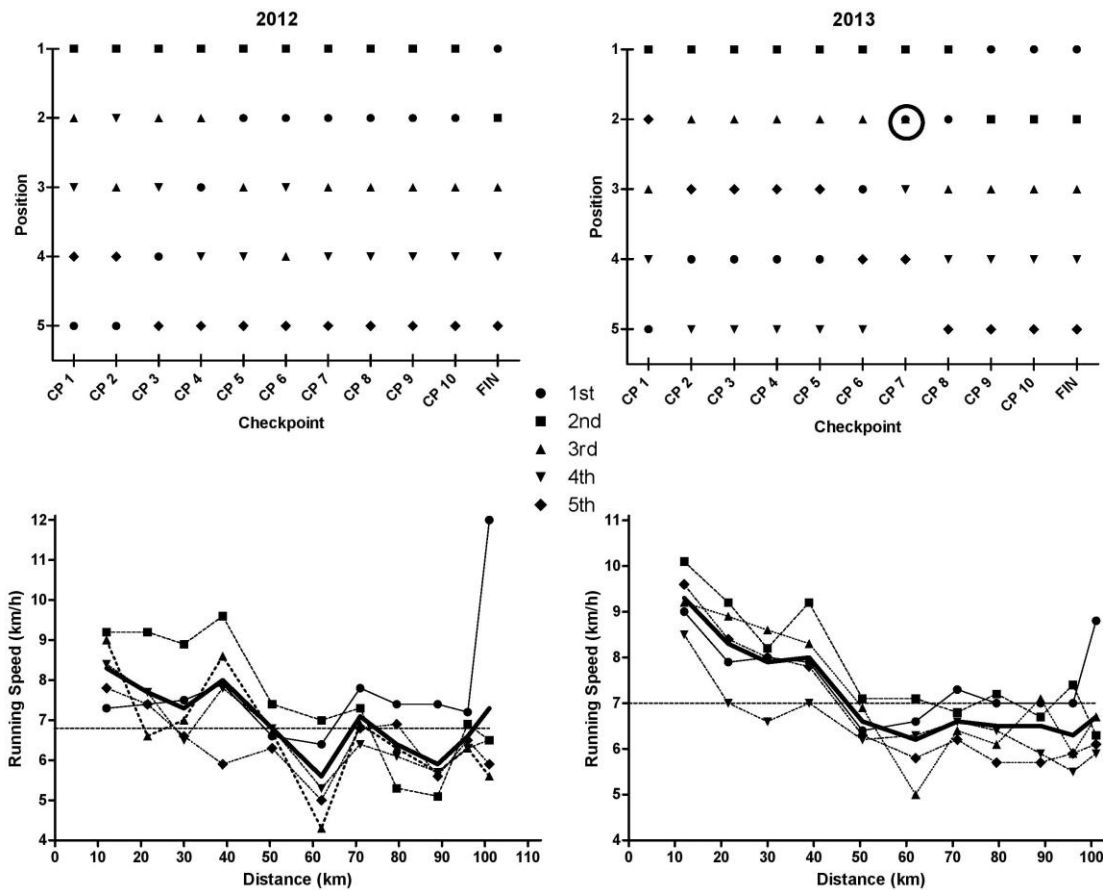 2012
Position
1
2
3
4
5
CP 1
CP 2
CP 3
CP 4
CP 5
CP 6
CP 7
CP 8
CP 9
CP 10
FIN
Checkpoint
2013
Position
1
2
3
4
5
CP 1
CP 2
CP 3
CP 4
CP 5
CP 6
CP 7
CP 8
CP 9
CP 10
FIN
Checkpoint
1st
2nd
3rd
4th
5th
Running Speed (km/h)
12
11
10
9
8
7
6
5
4
0 10 20 30 40 50 60 70 80 90 100 110
Distance (km)
Running Speed (km/h)
11
10
9
8
7
6
5
4
0 10 20 30 40 50 60 70 80 90 100
Distance (km)